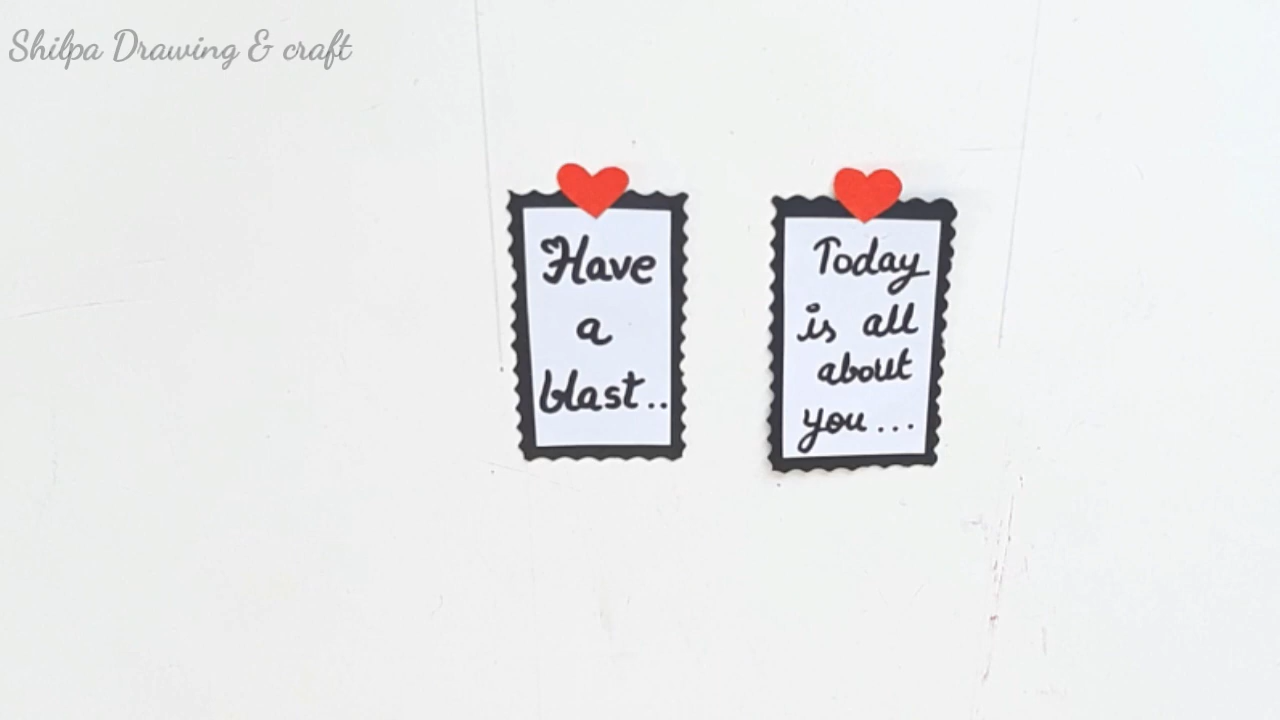 Shilpa Drawing & craft
Have
a
blast..
Today
is all
about
you...